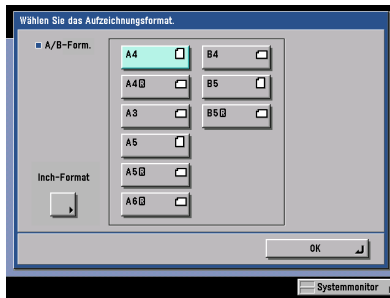 Wählen Sie das Aufzeichnungsformat.
A/B-Form.
A4
B4
A4R
B5
A3
B5R
A5
A5R
A6R
Inch-Format
OK
Systemmonitor